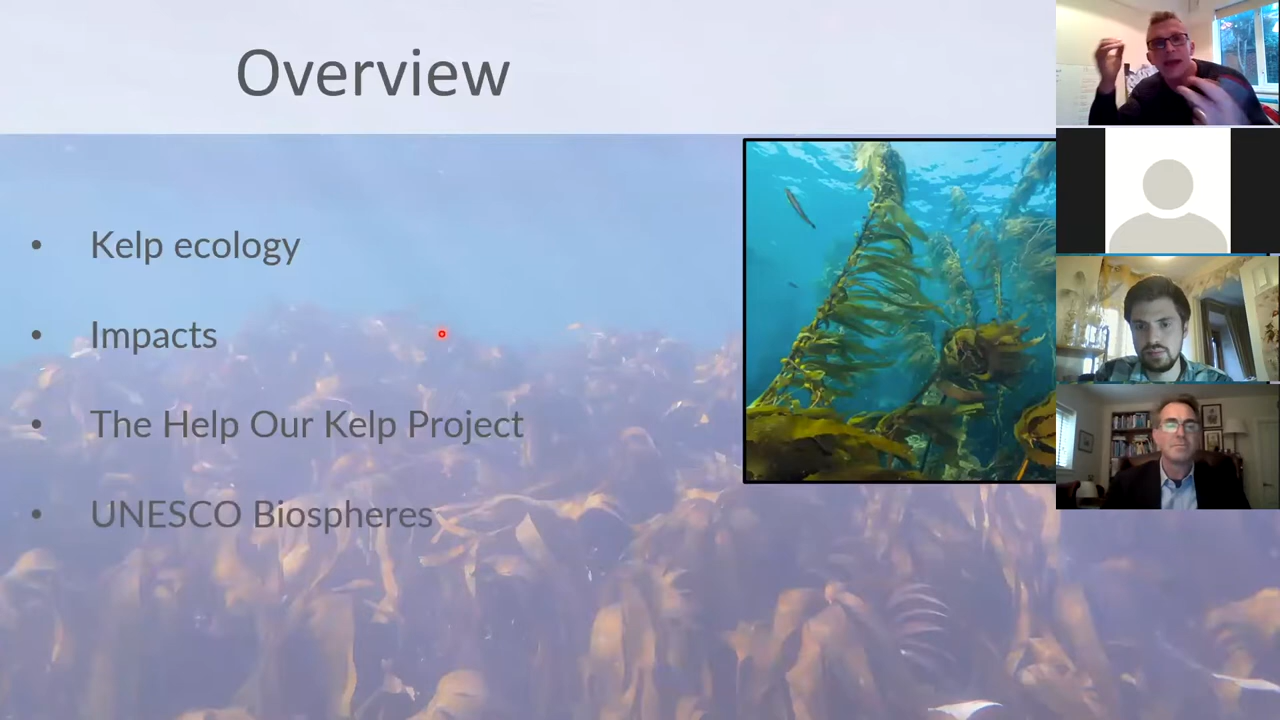 Overview
• Kelp ecology
• Impacts
• The Help Our Kelp Project
• UNESCO Biospheres